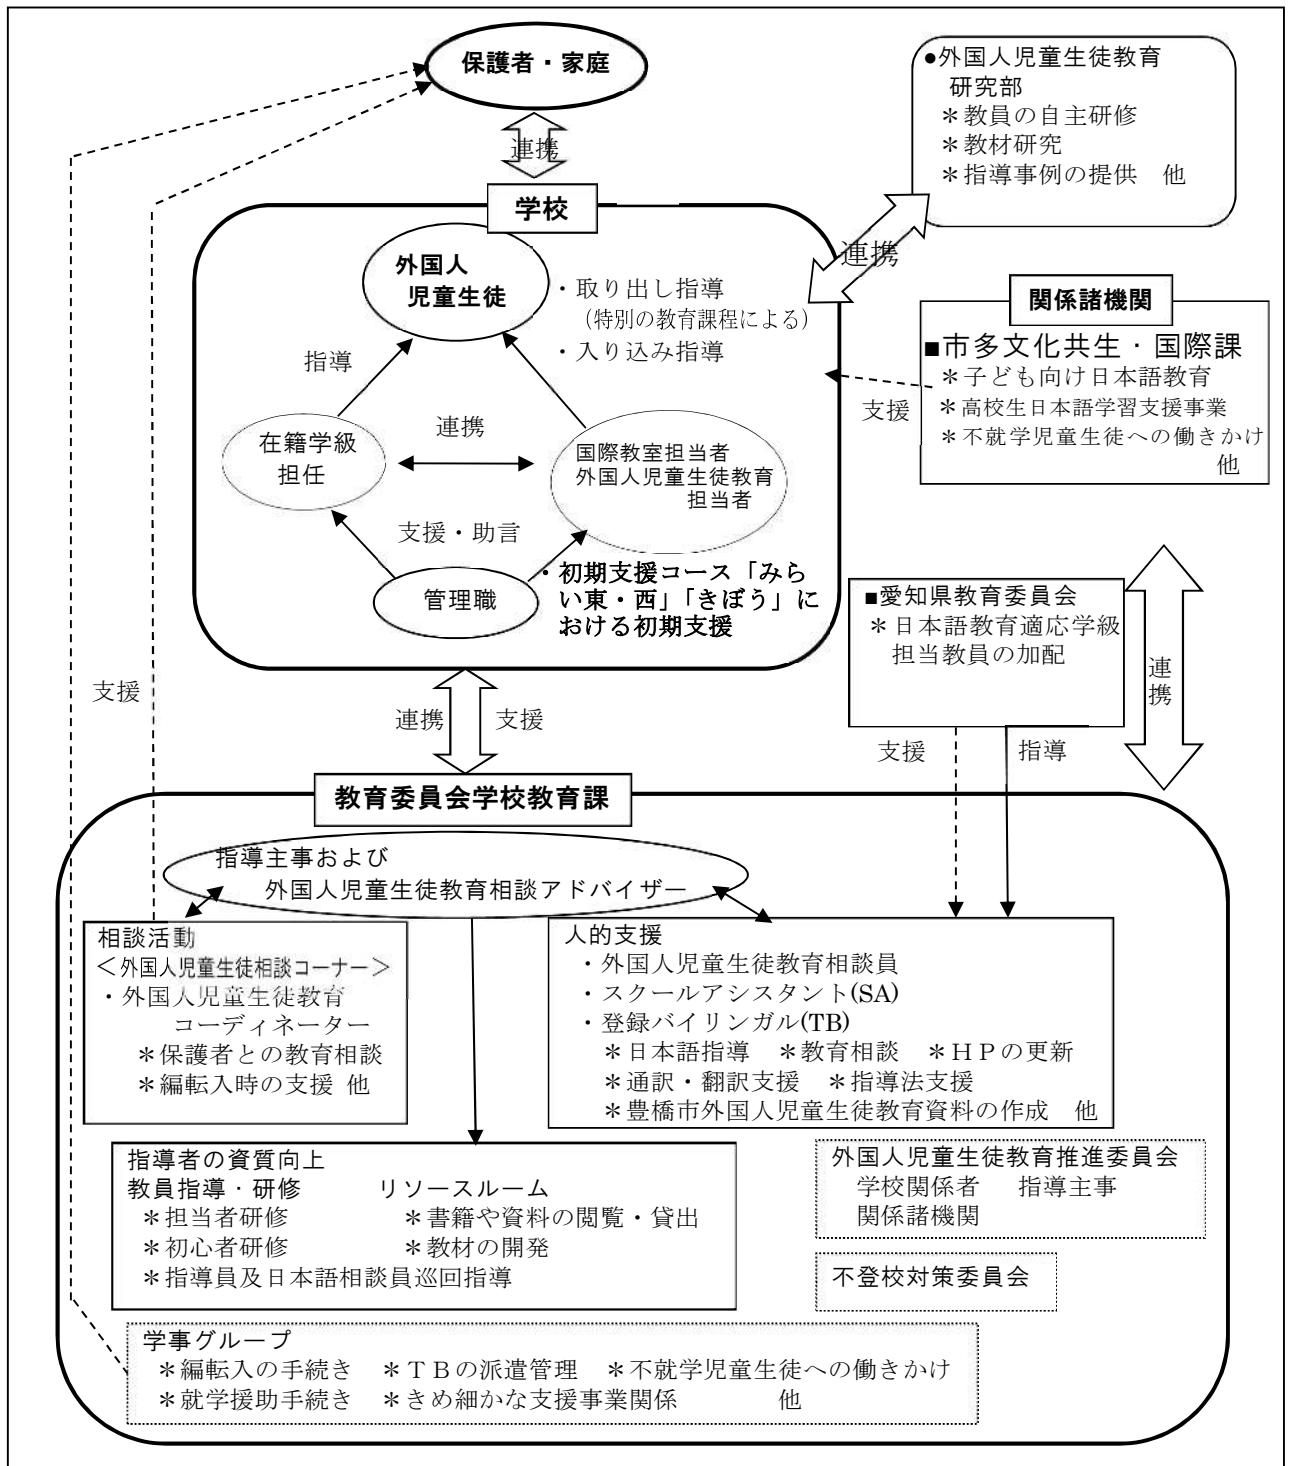 保護者・家庭
連携
●外国人児童生徒教育
研究部
＊教員の自主研修
＊教材研究
＊指導事例の提供　他
連携
学校
外国人
児童生徒
・取り出し指導
（特別の教育課程による）
・入り込み指導
指導
連携
在籍学級
担任
国際教室担当者
外国人児童生徒教育
担当者
支援・助言
管理職
・初期支援コース「みら
い東・西」「きぼう」に
おける初期支援
関係諸機関
■市多文化共生・国際課
＊子ども向け日本語教育
＊高校生日本語学習支援事業
＊不就学児童生徒への働きかけ
他
支援
■愛知県教育委員会
＊日本語教育適応学級
担当教員の加配
連携
支援
連携
支援
支援
指導
教育委員会学校教育課
指導主事および
外国人児童生徒教育相談アドバイザー
相談活動
＜外国人児童生徒相談コーナー＞
・外国人児童生徒教育
コーディネーター
＊保護者との教育相談
＊編転入時の支援 他
人的支援
・外国人児童生徒教育相談員
・スクールアシスタント(SA)
・登録バイリンガル(TB)
＊日本語指導　＊教育相談　＊ＨＰの更新
＊通訳・翻訳支援　＊指導法支援
＊豊橋市外国人児童生徒教育資料の作成　他
指導者の資質向上
教員指導・研修　　　リソースルーム
＊担当者研修　　　　　＊書籍や資料の閲覧・貸出
＊初心者研修　　　　　＊教材の開発
＊指導員及日本語相談員巡回指導
外国人児童生徒教育推進委員会
学校関係者　指導主事
関係諸機関
不登校対策委員会
学事グループ
＊編転入の手続き　＊ＴＢの派遣管理　＊不就学児童生徒への働きかけ
＊就学援助手続き　＊きめ細かな支援事業関係　　　　他